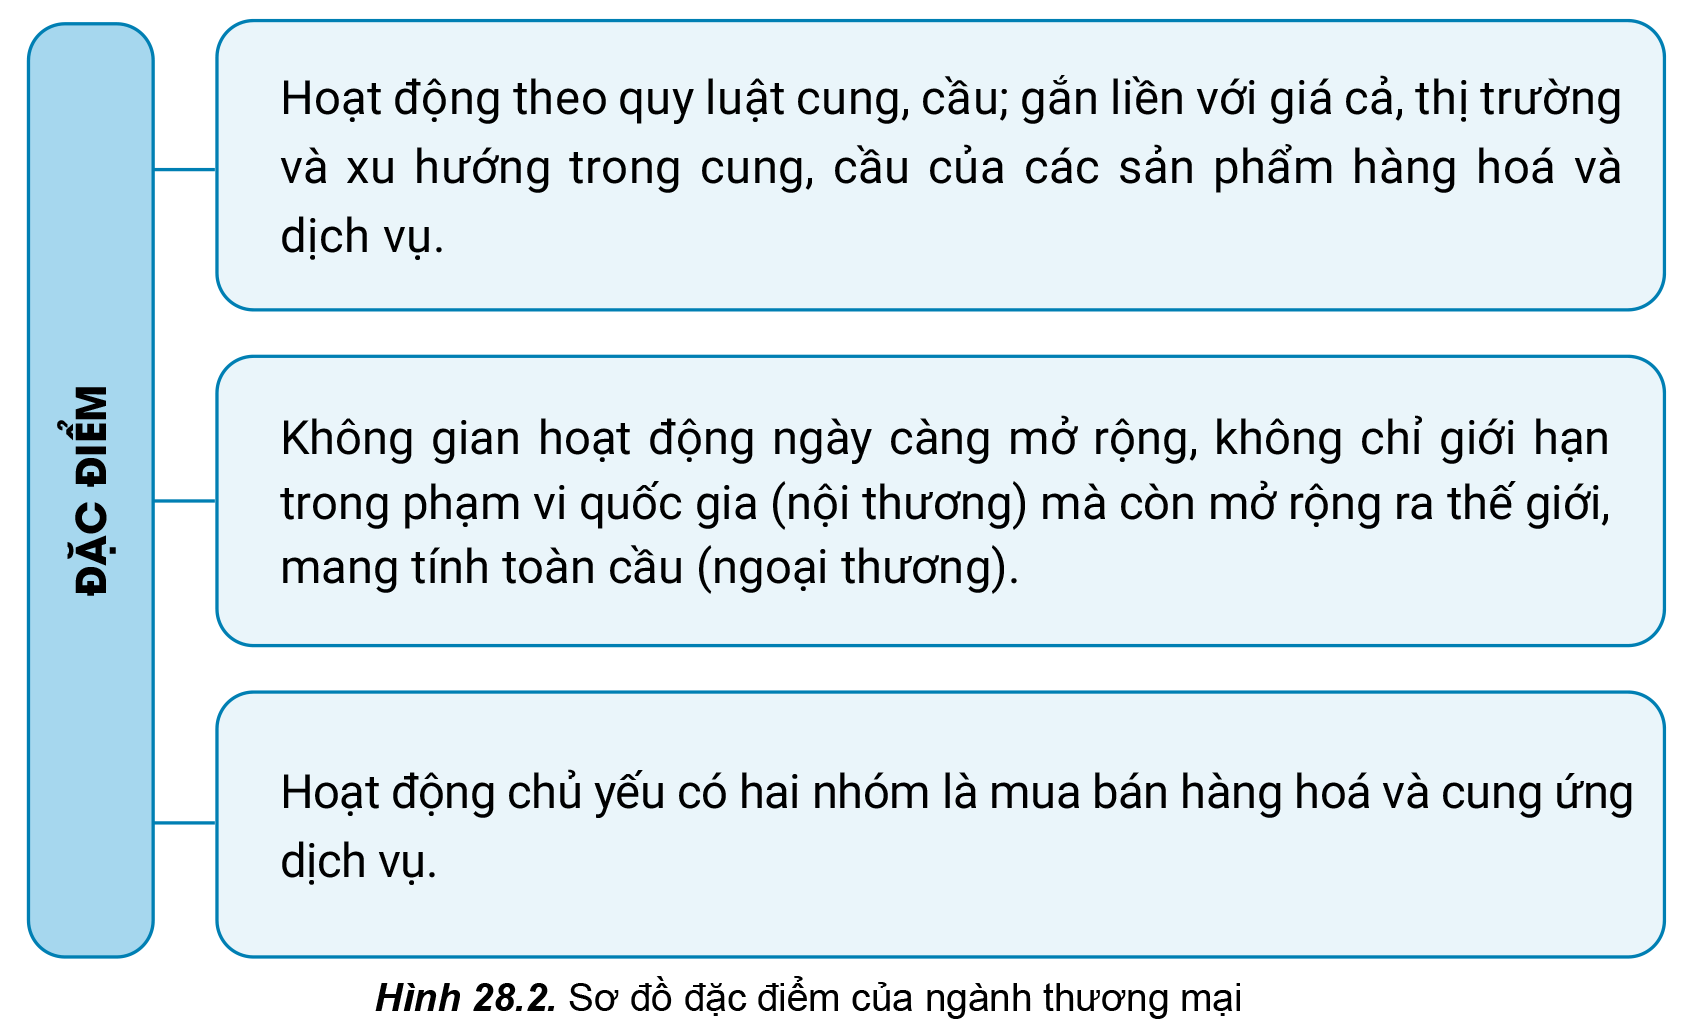 ĐẶC ĐIỂM
Hoạt động theo quy luật cung, cầu; gắn liền với giá cả, thị trường
và xu hướng trong cung, cầu của các sản phẩm hàng hoá và
dịch vụ.
Không gian hoạt động ngày càng mở rộng, không chỉ giới hạn
trong phạm vi quốc gia (nội thương) mà còn mở rộng ra thế giới,
mang tính toàn cầu (ngoại thương).
Hoạt động chủ yếu có hai nhóm là mua bán hàng hoá và cung ứng
dịch vụ.
Hình 28.2. Sơ đồ đặc điểm của ngành thương mại